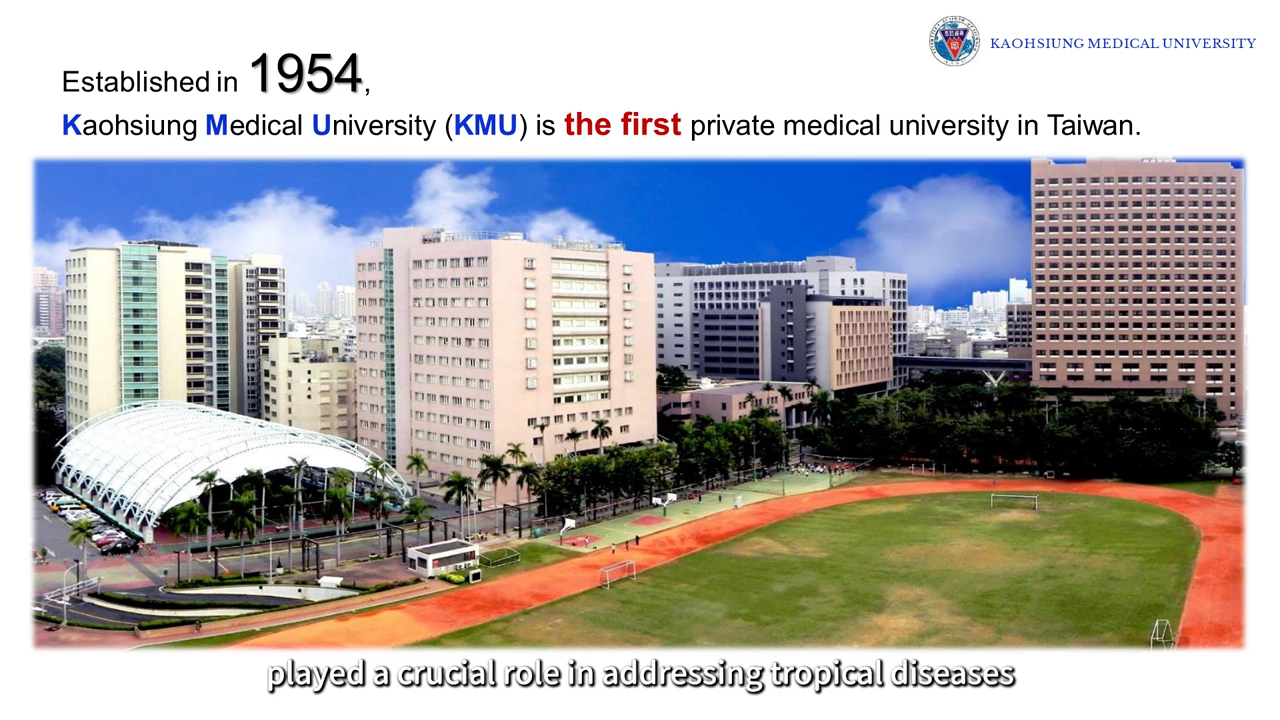 KAOHSIUNG MEDICAL UNIVERSITY
Established in 1954,
Kaohsiung Medical University (KMU) is the first private medical university in Taiwan.
played a crucial role in addressing tropical diseases